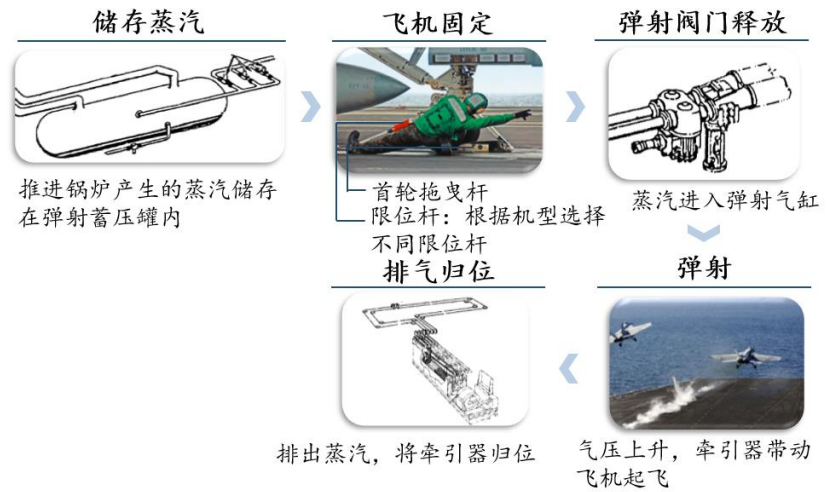 储存蒸汽
推进锅炉产生的蒸汽储存
在弹射蓄压罐内
飞机固定
首轮拖曳杆
限位杆：根据机型选择
不同限位杆
弹射阀门释放
蒸汽进入弹射气缸
弹射
气压上升，牵引器带动
飞机起飞
排气归位
排出蒸汽，将牵引器归位